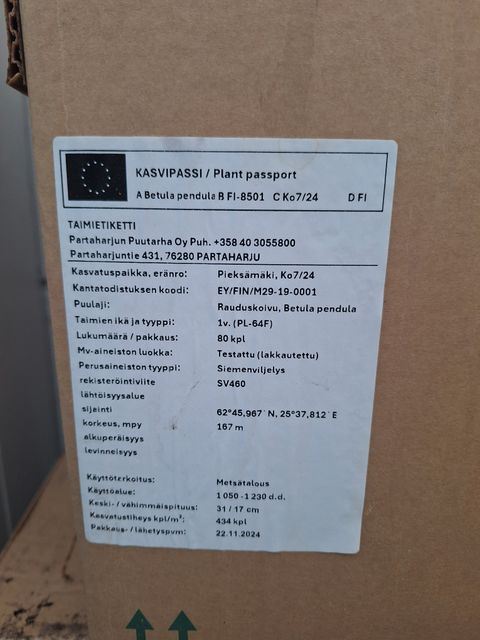 KASVIPASSI / Plant passport
A Betula pendula B FI-8501 C Ko7/24 D FI
TAIMIETIKETTI
Partaharjun Puutarha Oy Puh. +358 40 3055800
Partaharjuntie 431, 76280 PARTAHARJU
Kasvatuspaikka, eränro: Pieksämäki, Ko7/24
Kantatodistuksen koodi: EY/FIN/M29-19-0001
Puulaji: Rauduskoivu, Betula pendula
Taimien ikä ja tyyppi: 1v. (PL-64F)
Lukumäärä / pakkaus: 80 kpl
Mv-aineiston luokka: Testattu (lakkautettu)
Perusaineiston tyyppi: Siemenviljelys
rekisteröintiviite SV460
lähtöisyysalue
sijainti 62°45,967´N, 25°37,812´E
korkeus, mpy 167 m
alkuperäisyys
levinneisyys
Käyttötarkoitus: Metsätalous
Käyttöalue: 1 050 -1 230 d.d.
Keski- / vähimmäispituus: 31 / 17 cm
Kasvatustiheys kpl/m²: 434 kpl
Pakkaus- / lähetyspvm: 22.11.2024